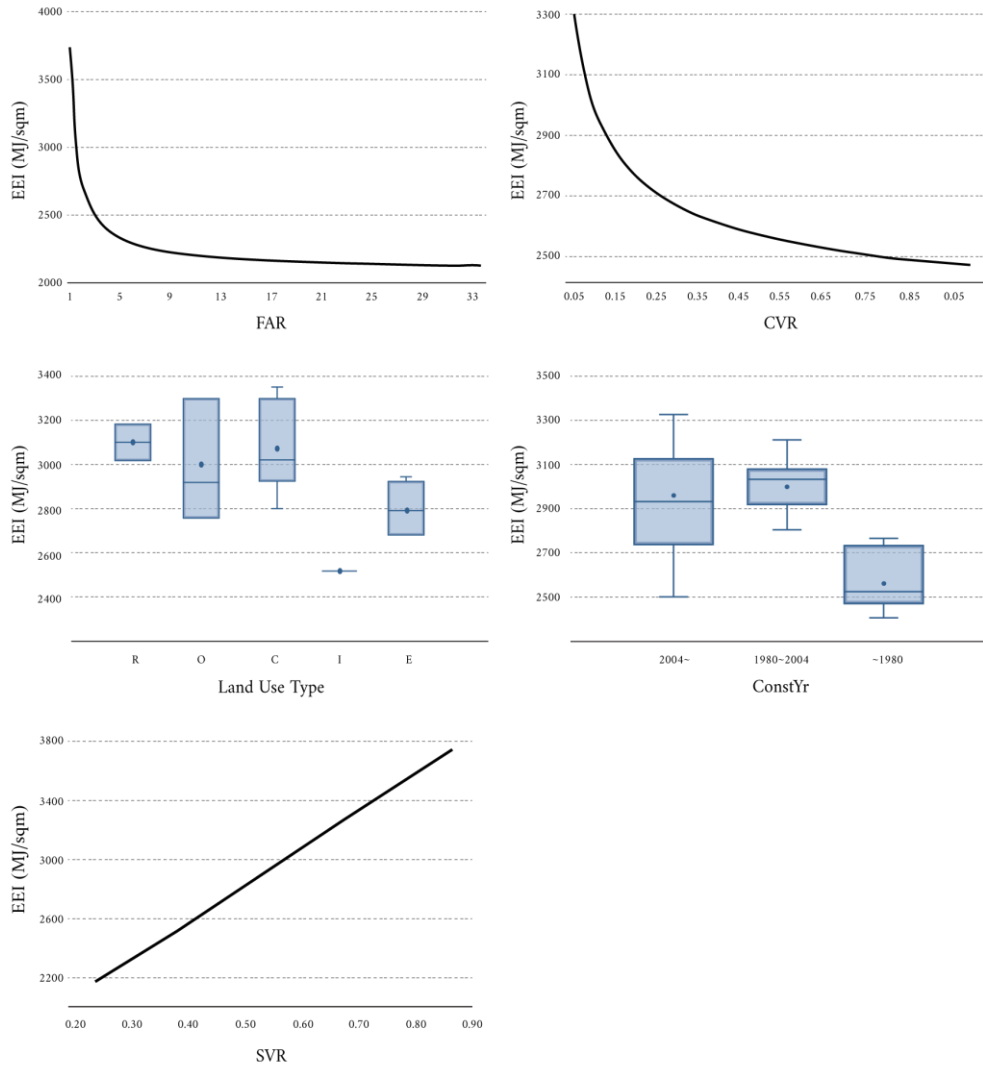 4000
3500
3000
2500
2000
EEI (MJ/sqm)
1 5 9 13 17 21 25 29 33
FAR
3300
3100
2900
2700
2500
EEI (MJ/sqm)
0.05 0.15 0.25 0.35 0.45 0.55 0.65 0.75 0.85 0.05
CVR
3400
3200
3000
2800
2600
2400
EEI (MJ/sqm)
R O C I E
Land Use Type
3500
3300
3100
2900
2700
2500
EEI (MJ/sqm)
2004~ 1980~2004 ~1980
ConstYr
3800
3400
3000
2600
2200
EEI (MJ/sqm)
0.20 0.30 0.40 0.50 0.60 0.70 0.80 0.90
SVR